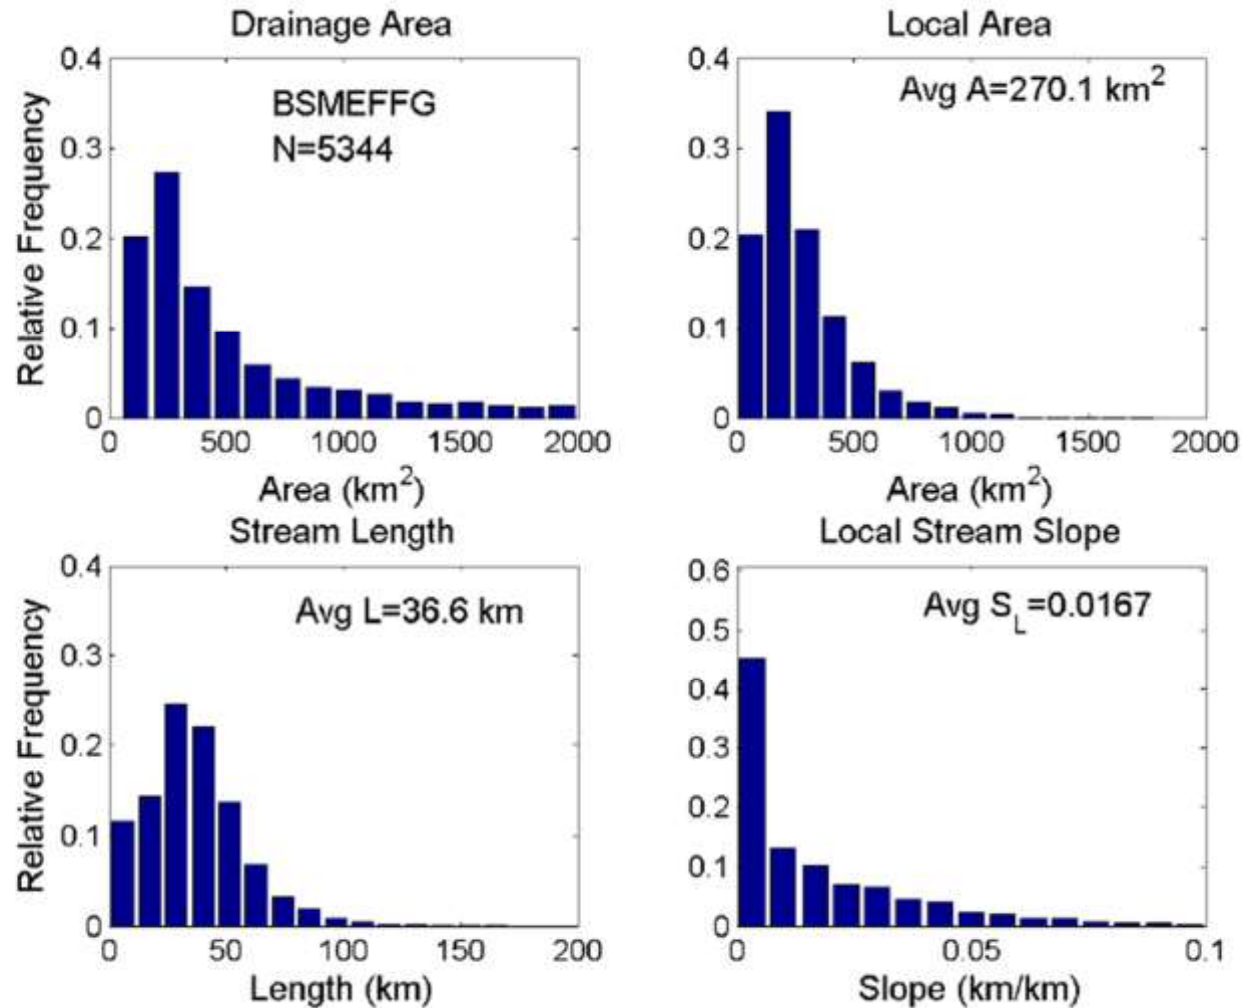 Drainage Area
0.4
0.3
0.2
0.1
0
Relative Frequency
BSMEFFG
N=5344
0 500 1000 1500 2000
Area (km²)
Local Area
0.4
0.3
0.2
0.1
0
Avg A=270.1 km²
0 500 1000 1500 2000
Area (km²)
Stream Length
0.4
0.3
0.2
0.1
0
Relative Frequency
Avg L=36.6 km
0 50 100 150 200
Length (km)
Local Stream Slope
0.6
0.5
0.4
0.3
0.2
0.1
0
Avg S_L=0.0167
0 0.05 0.1
Slope (km/km)